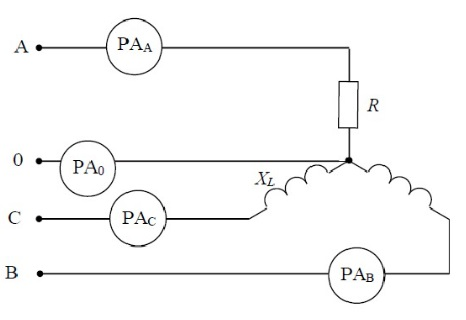 A PA_A
R
0 PA_0
X_L
C PA_C
B PA_B